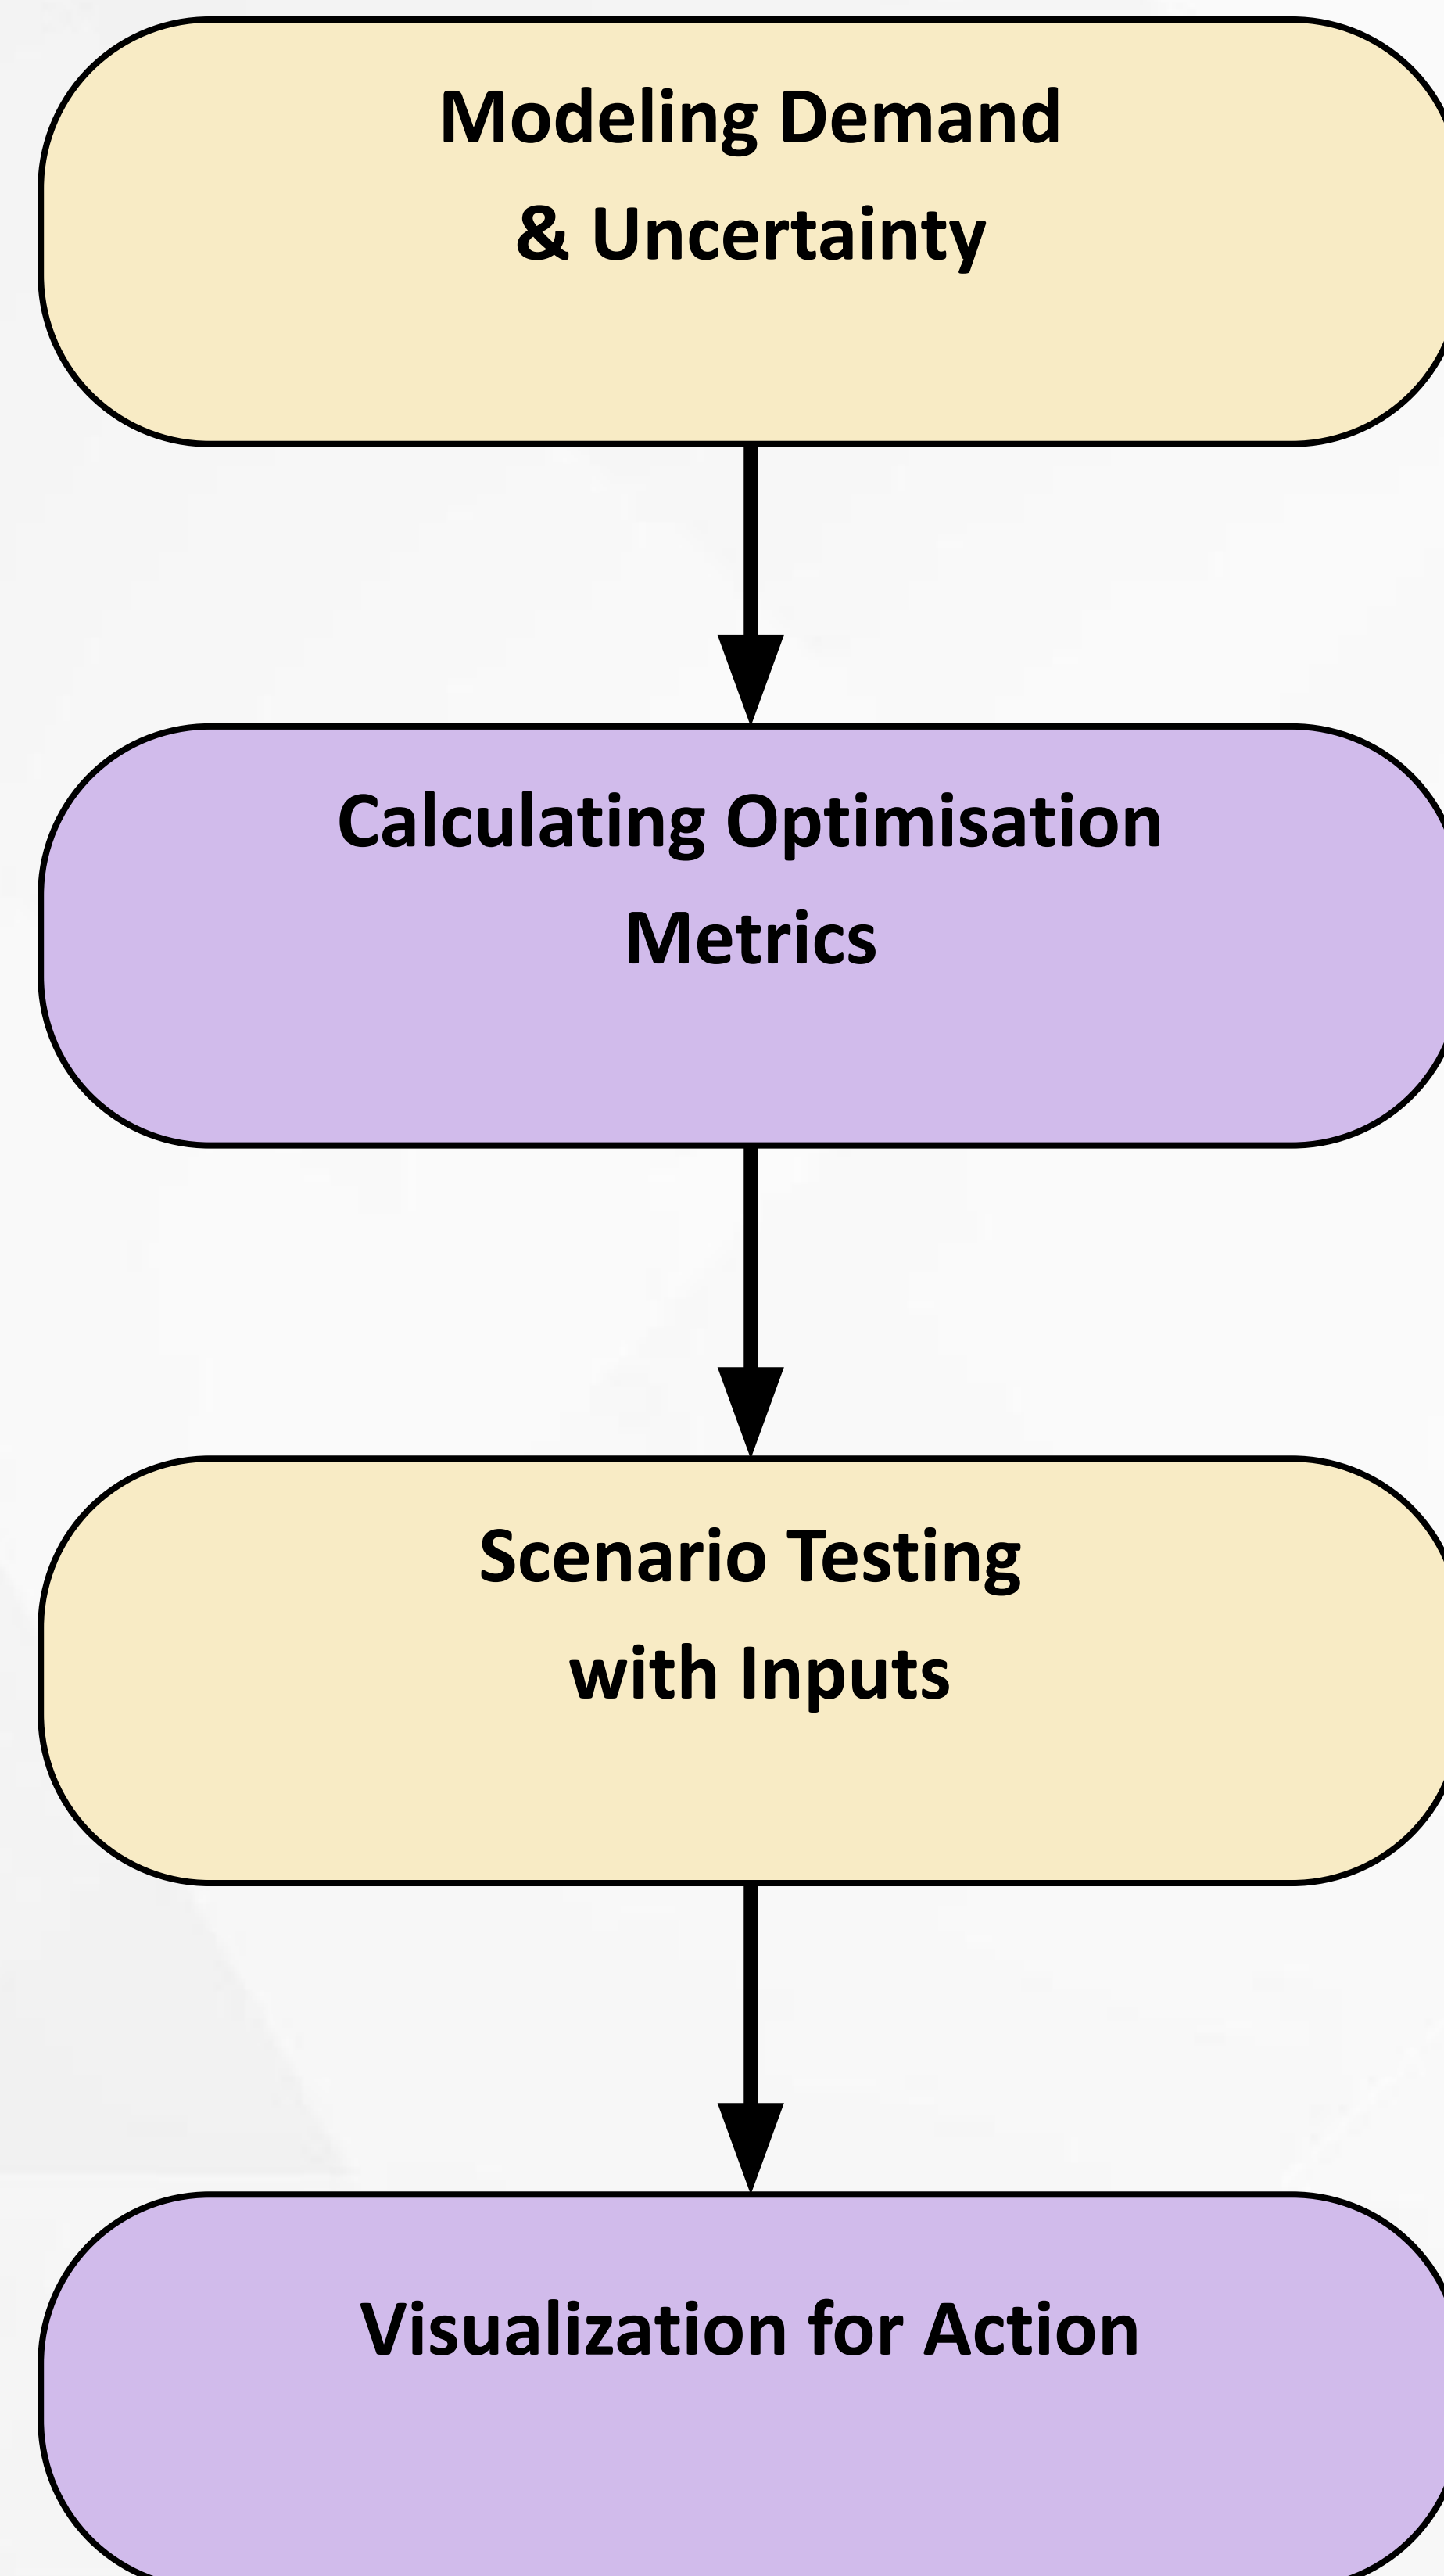 Modeling Demand
& Uncertainty
Calculating Optimisation
Metrics
Scenario Testing
with Inputs
Visualization for Action